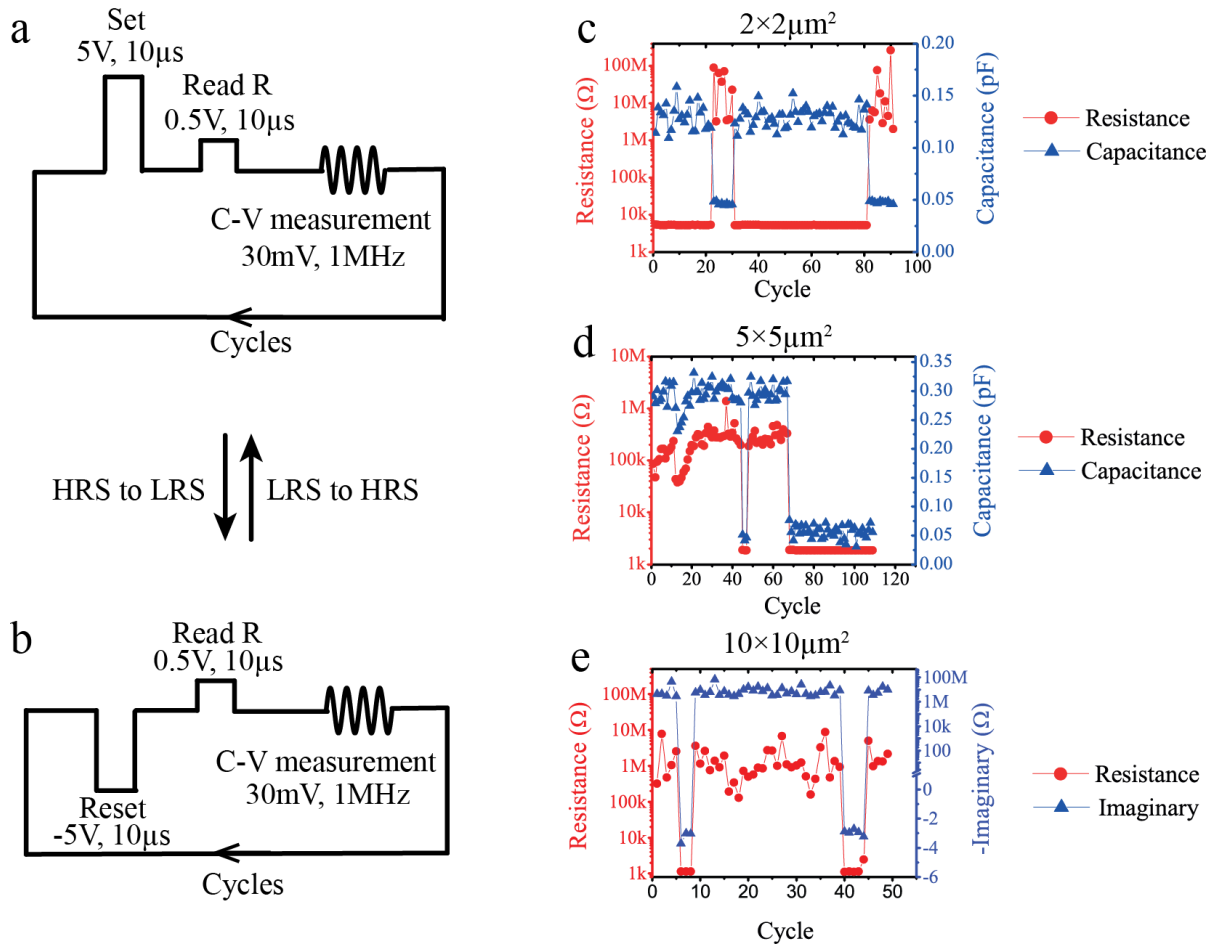 a
Set
5V, 10µs
Read R
0.5V, 10µs
C-V measurement
30mV, 1MHz
Cycles
HRS to LRS
LRS to HRS
b
Read R
0.5V, 10µs
C-V measurement
30mV, 1MHz
Reset
-5V, 10µs
Cycles
c
2×2µm²
Resistance (Ω)
100M
10M
1M
100k
10k
1k
0 20 40 60 80 100
Cycle
0.20
0.15
0.10
0.05
0.00
Capacitance (pF)
Resistance
Capacitance
d
5×5µm²
Resistance (Ω)
10M
1M
100k
10k
1k
0 20 40 60 80 100 120
Cycle
0.35
0.30
0.25
0.20
0.15
0.10
0.05
0.00
Capacitance (pF)
Resistance
Capacitance
e
10×10µm²
Resistance (Ω)
100M
10M
1M
100k
10k
1k
0 10 20 30 40 50
Cycle
100M
1M
10k
100
0
-2
-4
-6
-Imaginary (Ω)
Resistance
Imaginary